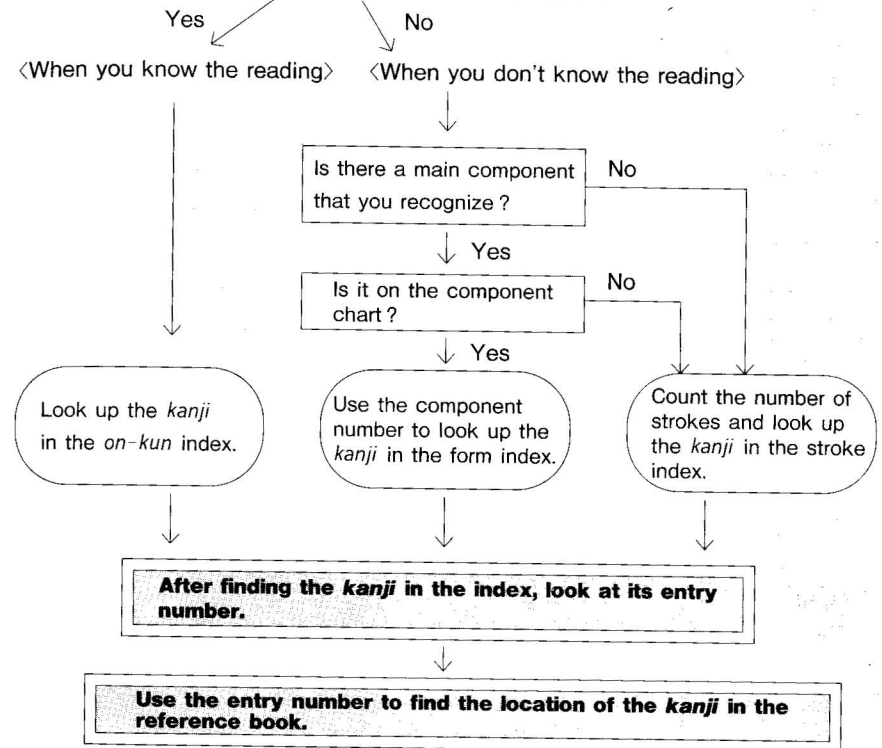 Yes
No
〈When you know the reading〉
〈When you don't know the reading〉
Is there a main component
that you recognize?
No
Yes
Is it on the component
chart?
No
Yes
Look up the kanji
in the on-kun index.
Use the component
number to look up the
kanji in the form index.
Count the number of
strokes and look up
the kanji in the stroke
index.
After finding the kanji in the index, look at its entry
number.
Use the entry number to find the location of the kanji in the
reference book.